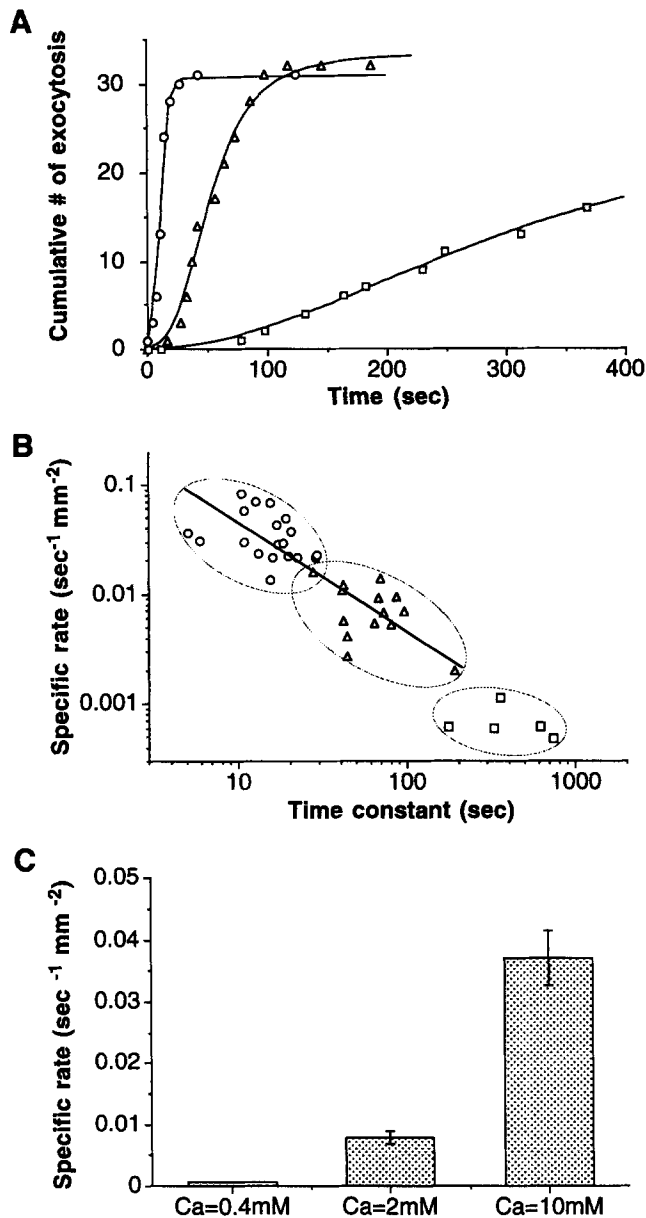 A
Cumulative # of exocytosis
30
20
10
0
0 100 200 300 400
Time (sec)
B
Specific rate (sec-1 mm-2)
0.1
0.01
0.001
10 100 1000
Time constant (sec)
C
Specific rate (sec -1 mm -2)
0.05
0.04
0.03
0.02
0.01
0
Ca=0.4mM Ca=2mM Ca=10mM